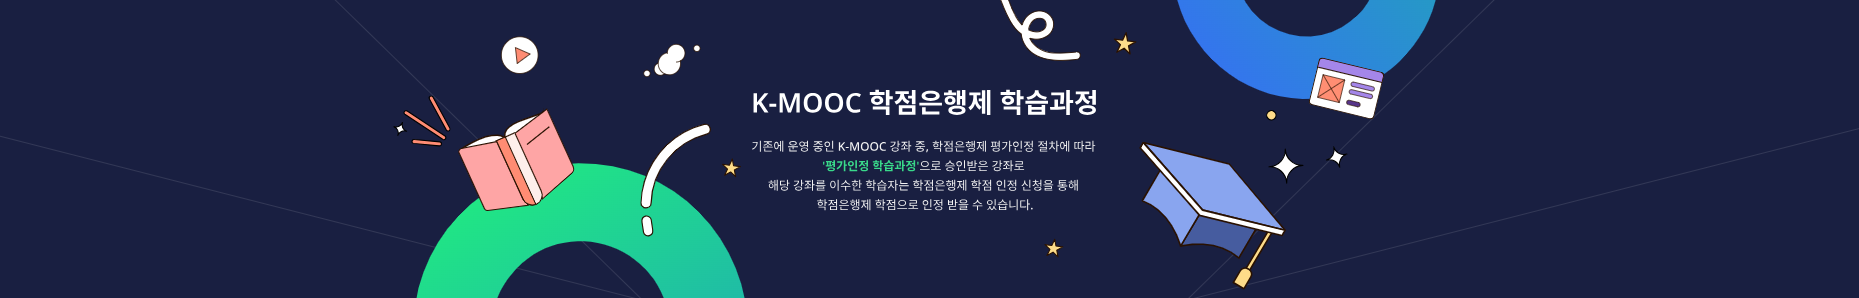 K-MOOC 학점은행제 학습과정
기존에 운영 중인 K-MOOC 강좌 중, 학점은행제 평가인정 절차에 따라
'평가인정 학습과정'으로 승인받은 강좌로
해당 강좌를 이수한 학습자는 학점은행제 학점 인정 신청을 통해
학점은행제 학점으로 인정 받을 수 있습니다.